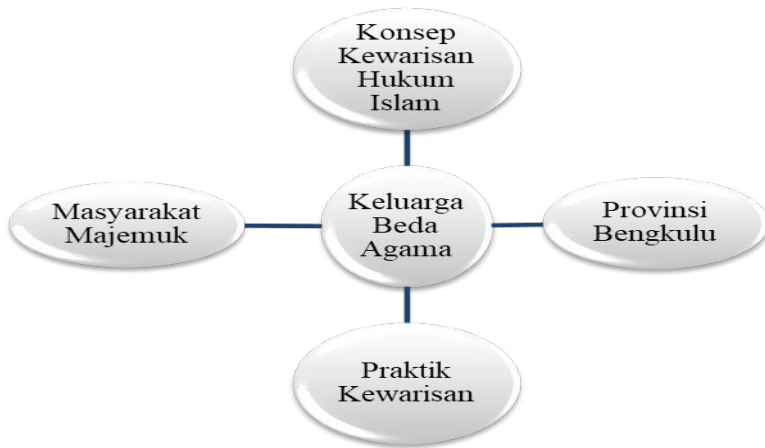 Konsep
Kewarisan
Hukum
Islam
Masyarakat
Majemuk
Keluarga
Beda
Agama
Provinsi
Bengkulu
Praktik
Kewarisan